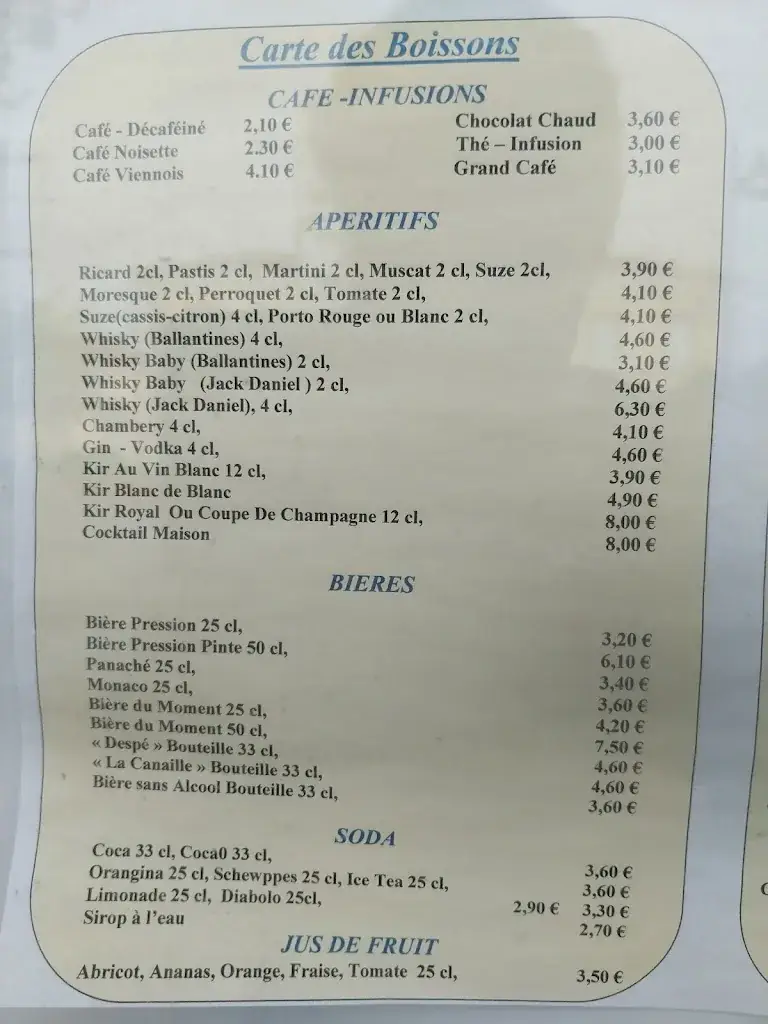 Carte des Boissons
CAFE -INFUSIONS
Café - Décaféiné 2,10 € Chocolat Chaud 3,60 €
Café Noisette 2.30 € Thé – Infusion 3,00 €
Café Viennois 4.10 € Grand Café 3,10 €
APERITIFS
Ricard 2cl, Pastis 2 cl, Martini 2 cl, Muscat 2 cl, Suze 2cl, 3,90 €
Moresque 2 cl, Perroquet 2 cl, Tomate 2 cl, 4,10 €
Suze(cassis-citron) 4 cl, Porto Rouge ou Blanc 2 cl, 4,10 €
Whisky (Ballantines) 4 cl, 4,60 €
Whisky Baby (Ballantines) 2 cl, 3,10 €
Whisky Baby (Jack Daniel ) 2 cl, 4,60 €
Whisky (Jack Daniel), 4 cl, 6,30 €
Chambery 4 cl, 4,10 €
Gin - Vodka 4 cl, 4,60 €
Kir Au Vin Blanc 12 cl, 3,90 €
Kir Blanc de Blanc 4,90 €
Kir Royal Ou Coupe De Champagne 12 cl, 8,00 €
Cocktail Maison 8,00 €
BIERES
Bière Pression 25 cl, 3,20 €
Bière Pression Pinte 50 cl, 6,10 €
Panaché 25 cl, 3,40 €
Monaco 25 cl, 3,60 €
Bière du Moment 25 cl, 4,20 €
Bière du Moment 50 cl, 7,50 €
« Despé » Bouteille 33 cl, 4,60 €
« La Canaille » Bouteille 33 cl, 4,60 €
Bière sans Alcool Bouteille 33 cl, 3,60 €
SODA
Coca 33 cl, Coca0 33 cl, 3,60 €
Orangina 25 cl, Schewppes 25 cl, Ice Tea 25 cl, 3,60 €
Limonade 25 cl, Diabolo 25cl, 2,90 € 3,30 €
Sirop à l'eau 2,70 €
JUS DE FRUIT
Abricot, Ananas, Orange, Fraise, Tomate 25 cl, 3,50 €